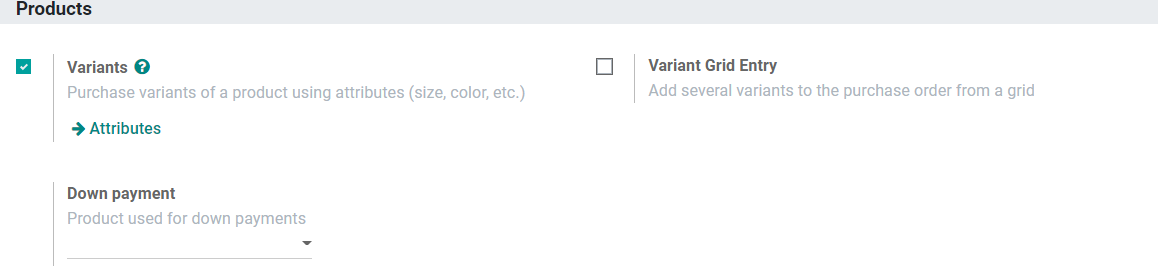 Products
Variants ?
Variant Grid Entry
Purchase variants of a product using attributes (size, color, etc.)
Add several variants to the purchase order from a grid
Attributes
Down payment
Product used for down payments